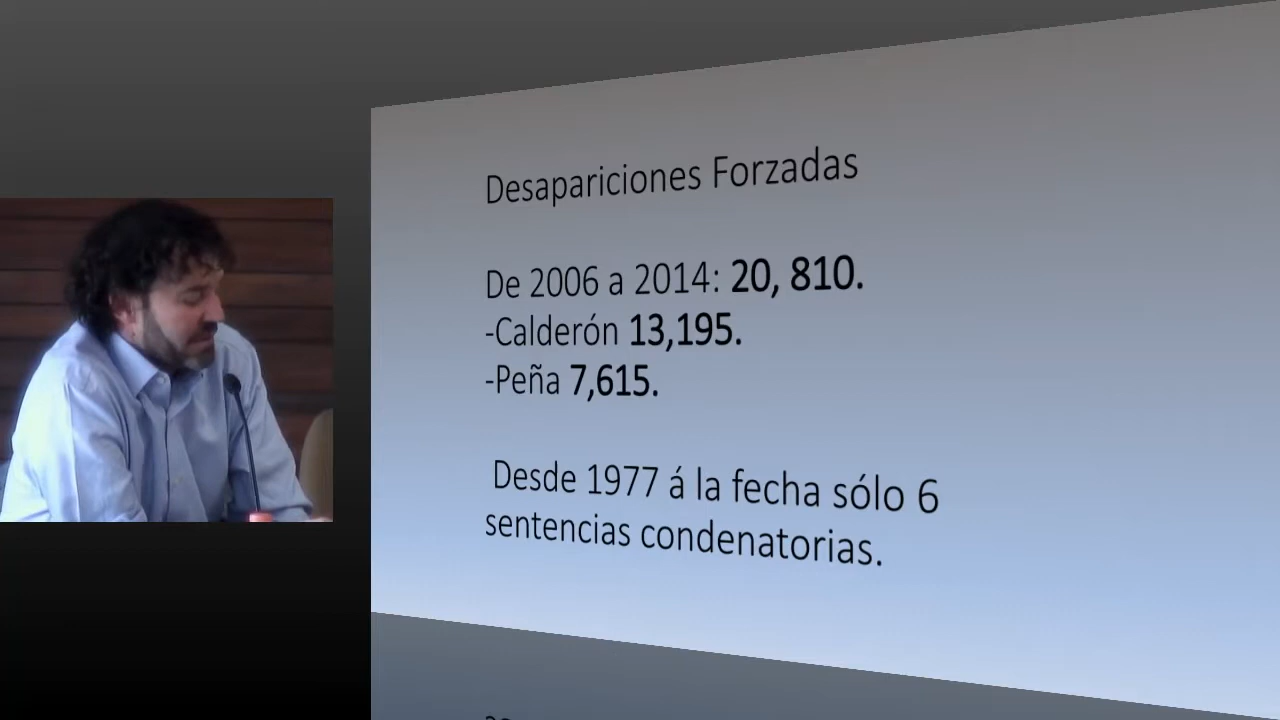 Desapariciones Forzadas
De 2006 a 2014: 20, 810.
-Calderón 13,195.
-Peña 7,615.
Desde 1977 á la fecha sólo 6
sentencias condenatorias.